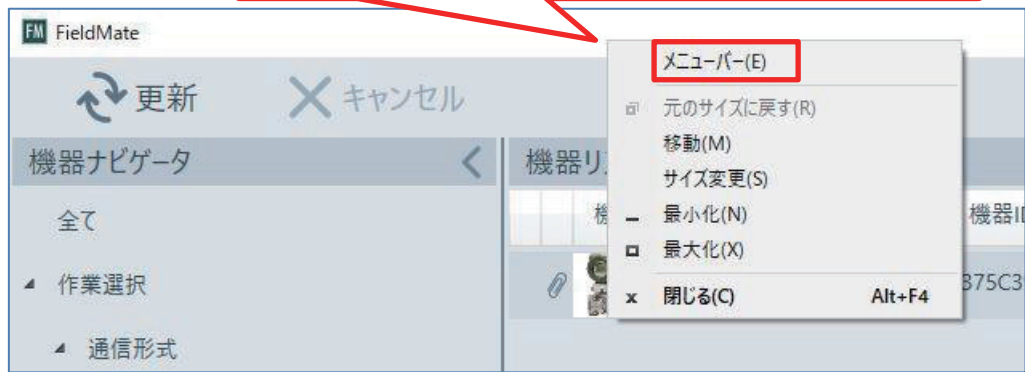 FM FieldMate
更新 キャンセル
機器ナビゲータ
全て
作業選択
通信形式
機器リ
機
機器I
375C3
メニューバー(E)
元のサイズに戻す(R)
移動(M)
サイズ変更(S)
最小化(N)
最大化(X)
閉じる(C) Alt+F4